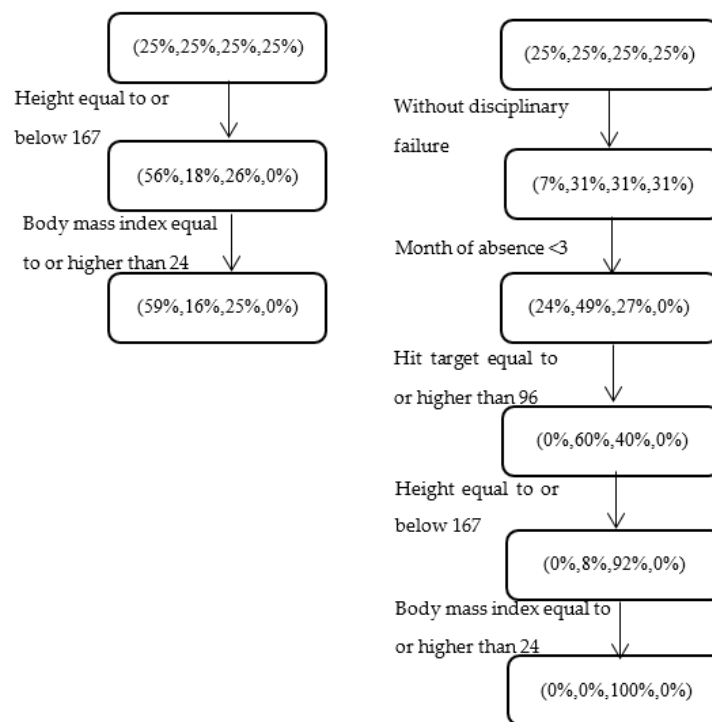 (25%,25%,25%,25%)
Height equal to or
below 167
(56%,18%,26%,0%)
Body mass index equal
to or higher than 24
(59%,16%,25%,0%)
(25%,25%,25%,25%)
Without disciplinary
failure
(7%,31%,31%,31%)
Month of absence <3
(24%,49%,27%,0%)
Hit target equal to
or higher than 96
(0%,60%,40%,0%)
Height equal to or
below 167
(0%,8%,92%,0%)
Body mass index equal to
or higher than 24
(0%,0%,100%,0%)